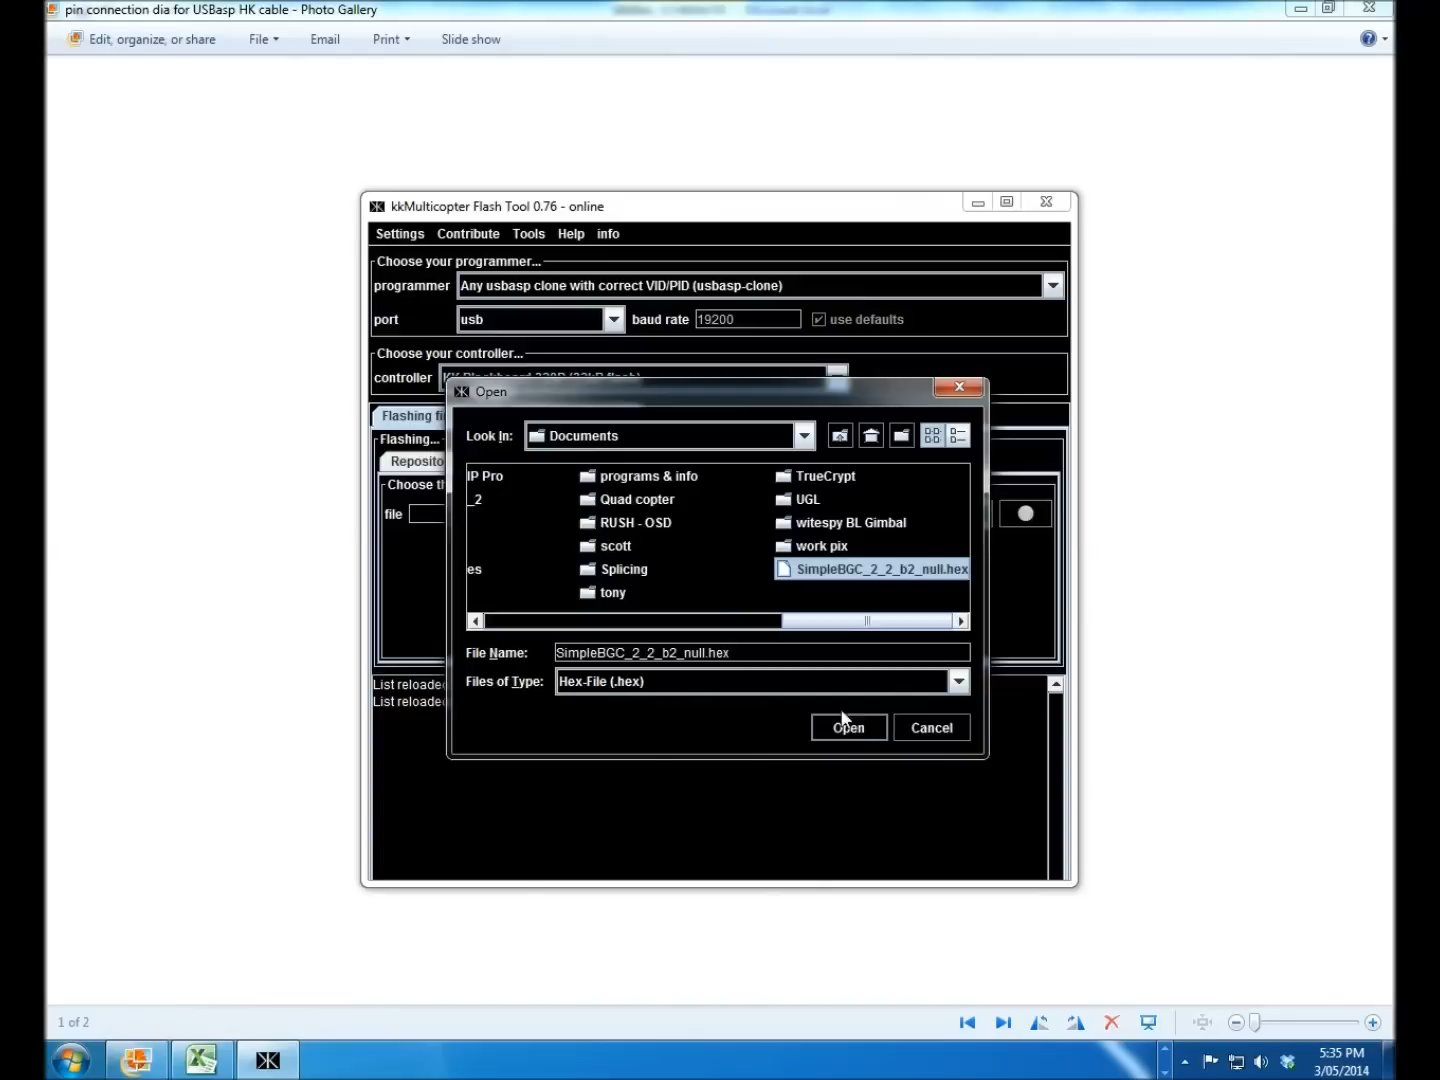 pin connection dia for USBasp HK cable - Photo Gallery
Edit, organize, or share File Email Print Slide show
kkMulticopter Flash Tool 0.76 - online
Settings Contribute Tools Help info
Choose your programmer...
programmer Any usbasp clone with correct VID/PID (usbasp-clone)
port usb baud rate 19200 use defaults
Choose your controller...
controller
Open
Flashing fi
Look In: Documents
Flashing...
Reposito
IP Pro programs & info TrueCrypt
Choose th
_2 Quad copter UGL
file
RUSH - OSD witespy BL Gimbal
scott work pix
es Splicing SimpleBGC_2_2_b2_null.hex
tony
File Name: SimpleBGC_2_2_b2_null.hex
Files of Type: Hex-File (.hex)
List reloade
List reloade
Open Cancel
1 of 2
5:35 PM
3/05/2014